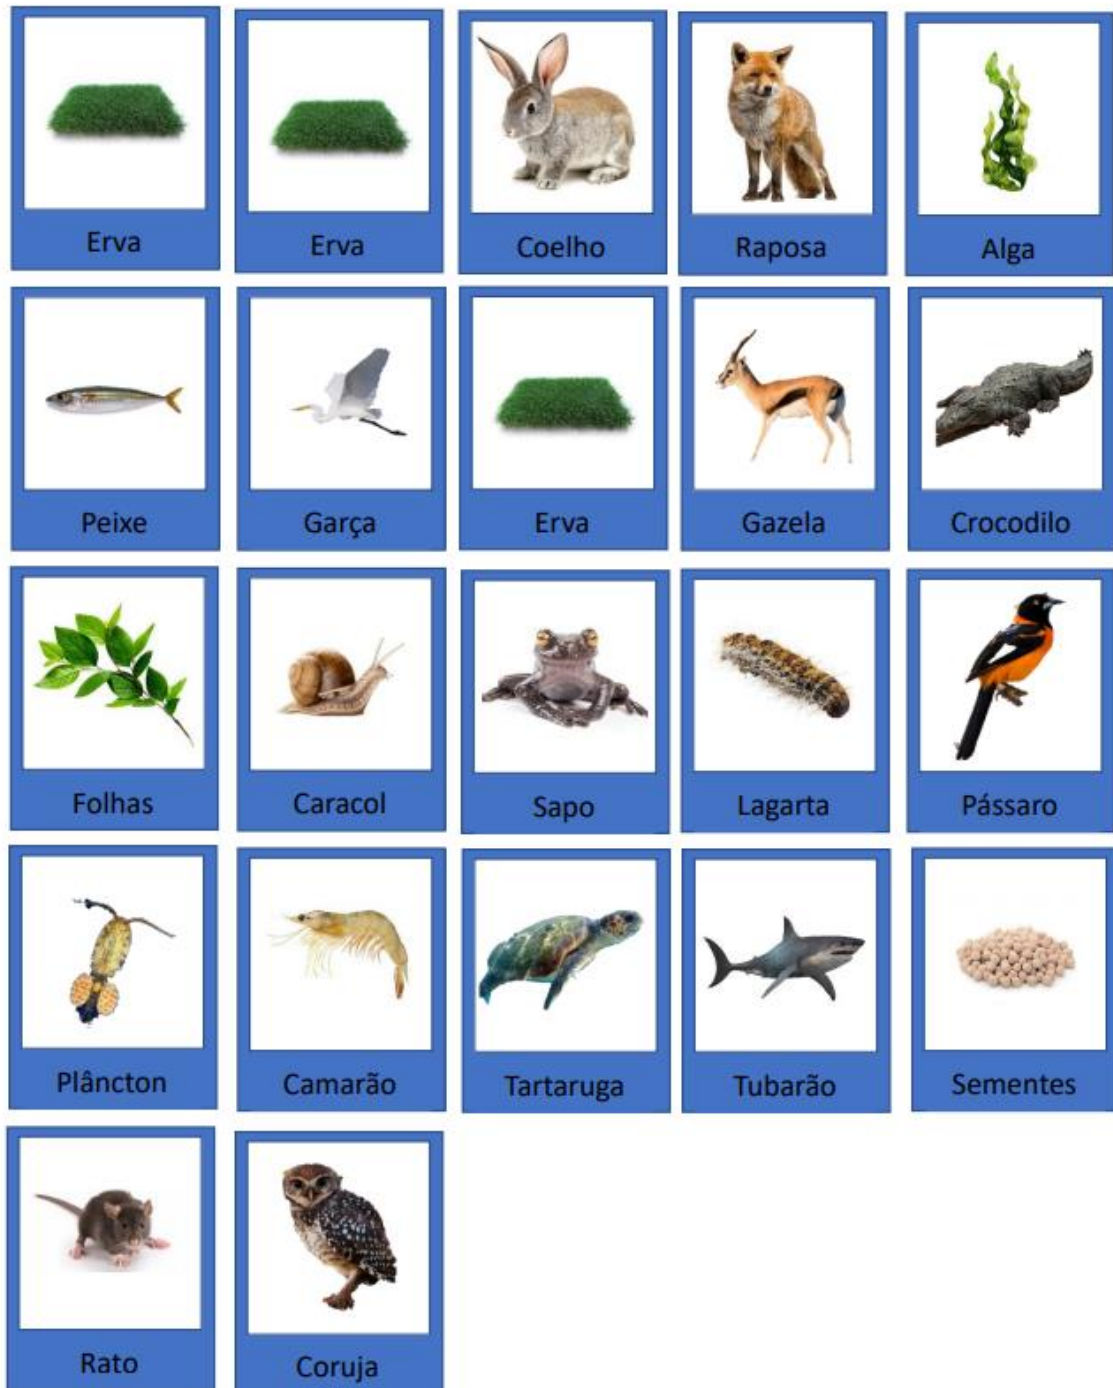 Erva
Erva
Coelho
Raposa
Alga
Peixe
Garça
Erva
Gazela
Crocodilo
Folhas
Caracol
Sapo
Lagarta
Pássaro
Plâncton
Camarão
Tartaruga
Tubarão
Sementes
Rato
Coruja